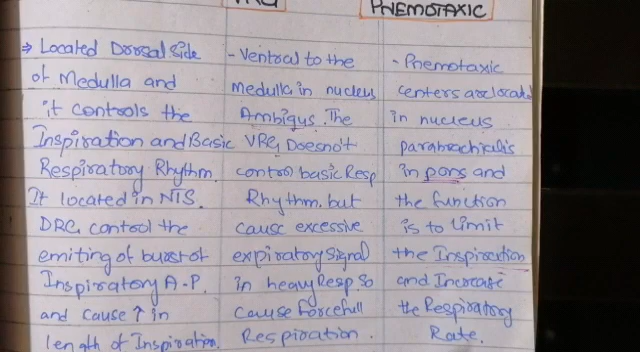 VRG
PNEMOTAXIC
⇒ Located Dorsal Side
of Medulla and
it controls the
Inspiration and Basic
Respiratory Rhythm.
It located in NTS.
DRG control the
emiting of burst of
Inspiratory A.P.
and cause ↑ in
length of Inspiration.
- Ventral to the
Medulla in nucleus
Ambigus. The
VRG Doesno't
control basic Resp
Rhythm. but
cause excessive
expiratory signal
in heavy Resp so
cause forcefull
Respiration.
- Pnemotaxic
centers are located
in nucleus
parabrachialis
in pons and
the function
is to limit
the Inspiration
and Increase
the Respiratory
Rate.